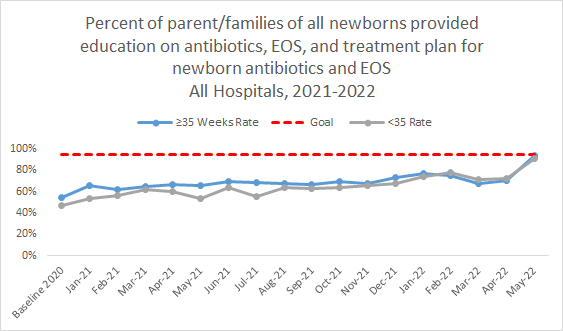 Percent of parent/families of all newborns provided
education on antibiotics, EOS, and treatment plan for
newborn antibiotics and EOS
All Hospitals, 2021-2022
≥35 Weeks Rate Goal <35 Rate
100%
80%
60%
40%
20%
0%
Baseline 2020
Jan-21
Feb-21
Mar-21
Apr-21
May-21
Jun-21
Jul-21
Aug-21
Sep-21
Oct-21
Nov-21
Dec-21
Jan-22
Feb-22
Mar-22
Apr-22
May-22